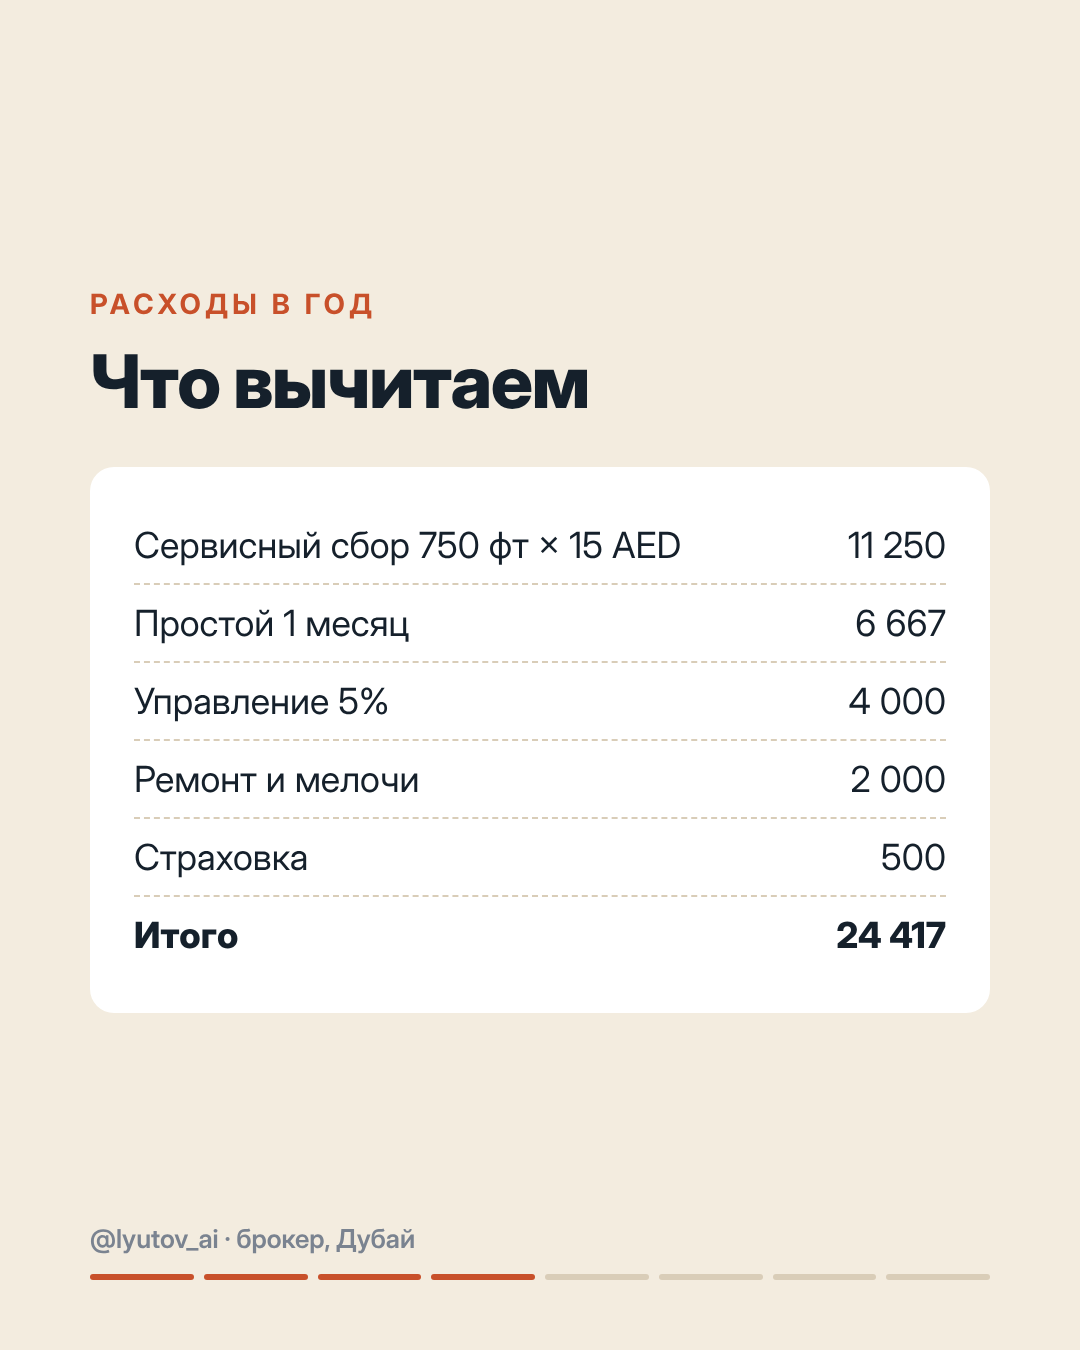 РАСХОДЫ В ГОД
Что вычитаем
Сервисный сбор 750 фт × 15 AED 11 250
Простой 1 месяц 6 667
Управление 5% 4 000
Ремонт и мелочи 2 000
Страховка 500
Итого 24 417
@lyutov_ai · брокер, Дубай